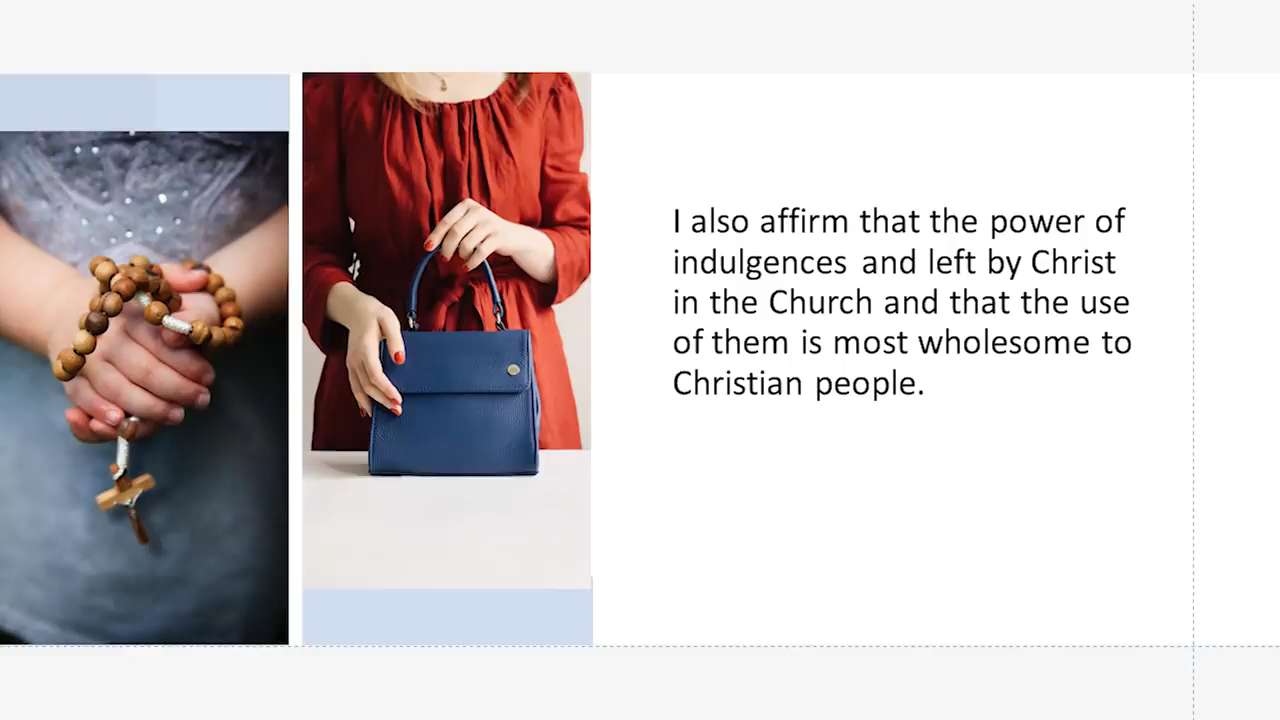 I also affirm that the power of
indulgences and left by Christ
in the Church and that the use
of them is most wholesome to
Christian people.